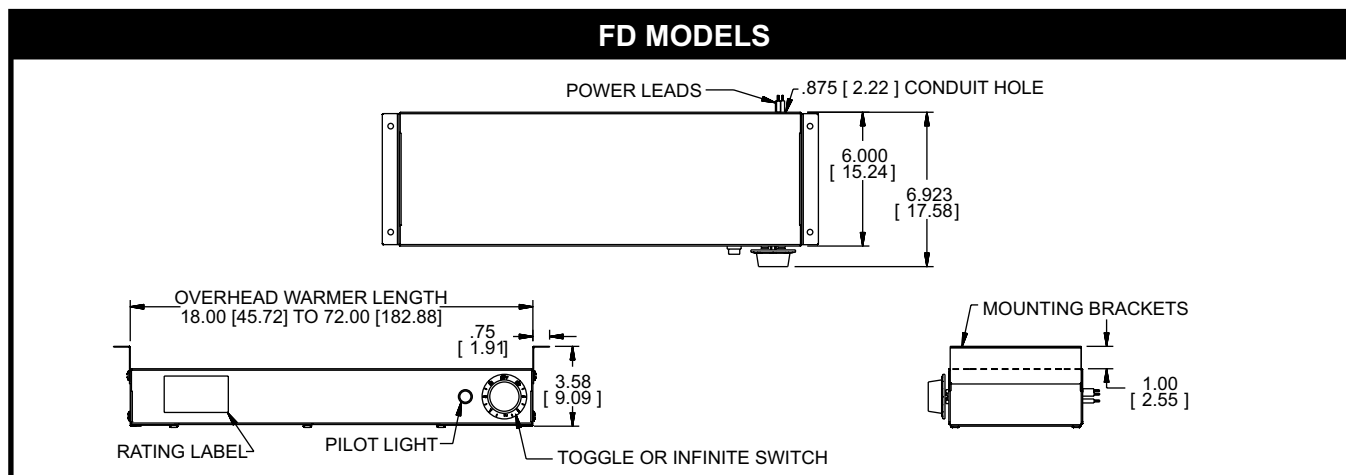 FD MODELS
POWER LEADS
.875 [ 2.22 ] CONDUIT HOLE
6.000
[ 15.24 ]
6.923
[ 17.58]
OVERHEAD WARMER LENGTH
18.00 [45.72] TO 72.00 [182.88]
.75
[ 1.91]
3.58
[ 9.09 ]
MOUNTING BRACKETS
1.00
[ 2.55 ]
RATING LABEL
PILOT LIGHT
TOGGLE OR INFINITE SWITCH